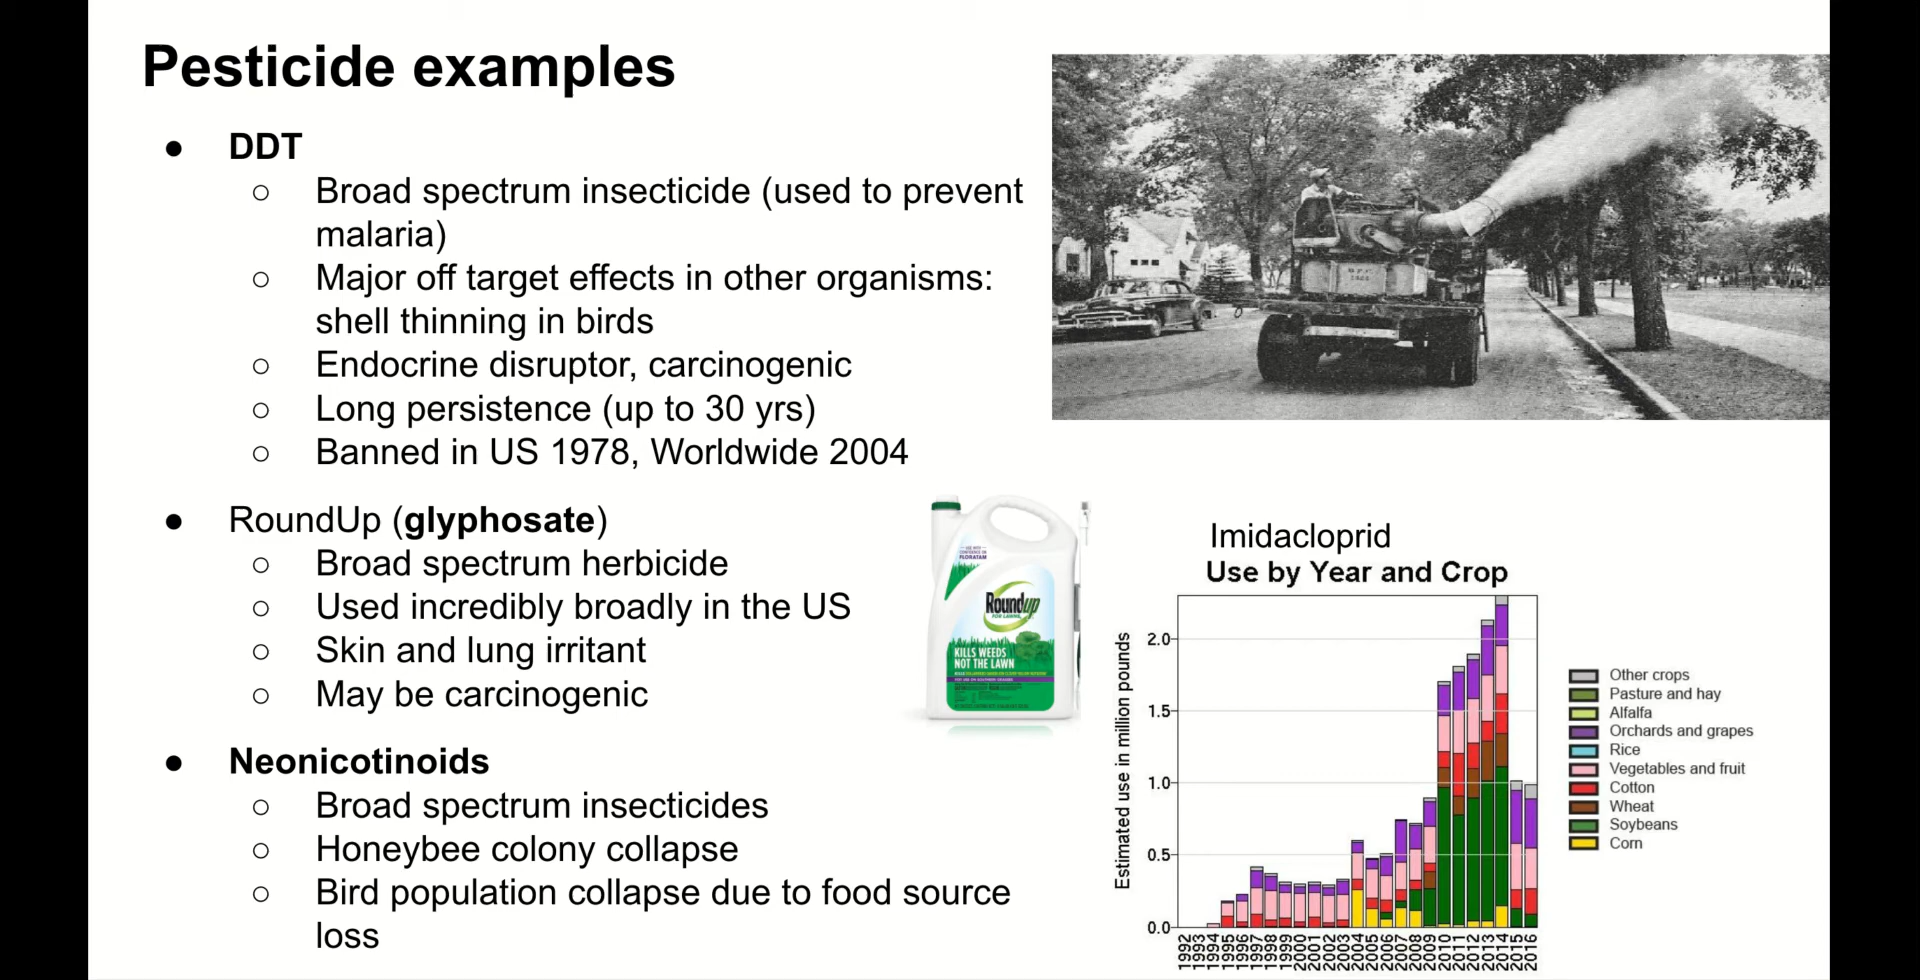 Pesticide examples
● DDT
○ Broad spectrum insecticide (used to prevent
malaria)
○ Major off target effects in other organisms:
shell thinning in birds
○ Endocrine disruptor, carcinogenic
○ Long persistence (up to 30 yrs)
○ Banned in US 1978, Worldwide 2004
● RoundUp (glyphosate)
○ Broad spectrum herbicide
○ Used incredibly broadly in the US
○ Skin and lung irritant
○ May be carcinogenic
● Neonicotinoids
○ Broad spectrum insecticides
○ Honeybee colony collapse
○ Bird population collapse due to food source
loss
FLORATAM
Roundup
FOR LAWNS
KILLS WEEDS
NOT THE LAWN
Imidacloprid
Use by Year and Crop
Estimated use in million pounds
2.0
1.5
1.0
0.5
0.0
1992
1993
1994
1995
1996
1997
1998
1999
2000
2001
2002
2003
2004
2005
2006
2007
2008
2009
2010
2011
2012
2013
2014
2015
2016
Other crops
Pasture and hay
Alfalfa
Orchards and grapes
Rice
Vegetables and fruit
Cotton
Wheat
Soybeans
Corn